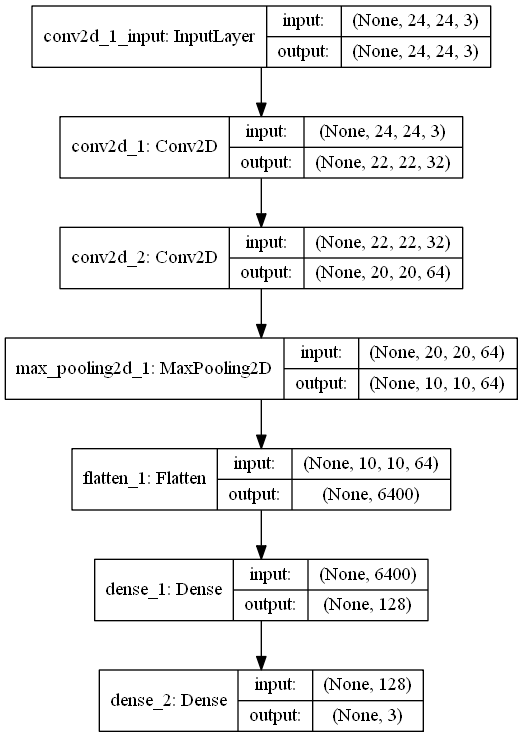 conv2d_1_input: InputLayer
input: (None, 24, 24, 3)
output: (None, 24, 24, 3)
conv2d_1: Conv2D
input: (None, 24, 24, 3)
output: (None, 22, 22, 32)
conv2d_2: Conv2D
input: (None, 22, 22, 32)
output: (None, 20, 20, 64)
max_pooling2d_1: MaxPooling2D
input: (None, 20, 20, 64)
output: (None, 10, 10, 64)
flatten_1: Flatten
input: (None, 10, 10, 64)
output: (None, 6400)
dense_1: Dense
input: (None, 6400)
output: (None, 128)
dense_2: Dense
input: (None, 128)
output: (None, 3)